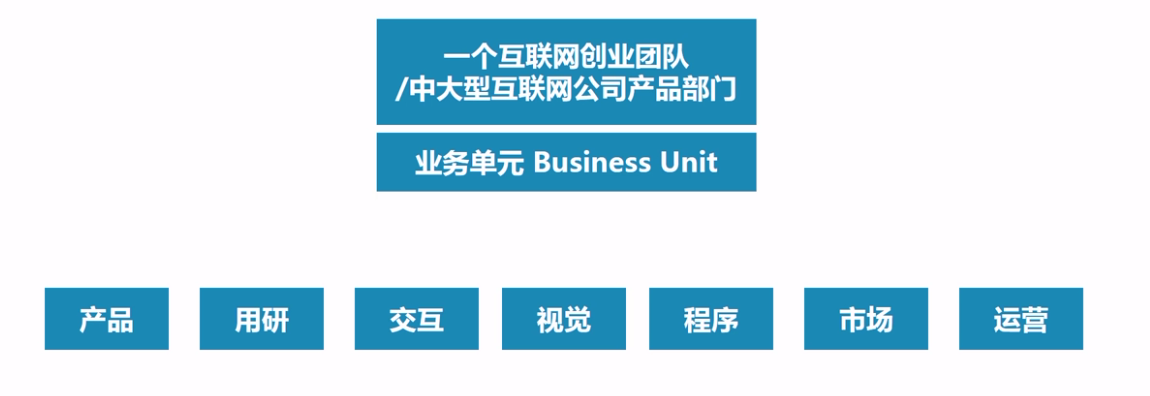 一个互联网创业团队
/中大型互联网公司产品部门
业务单元 Business Unit
产品
用研
交互
视觉
程序
市场
运营